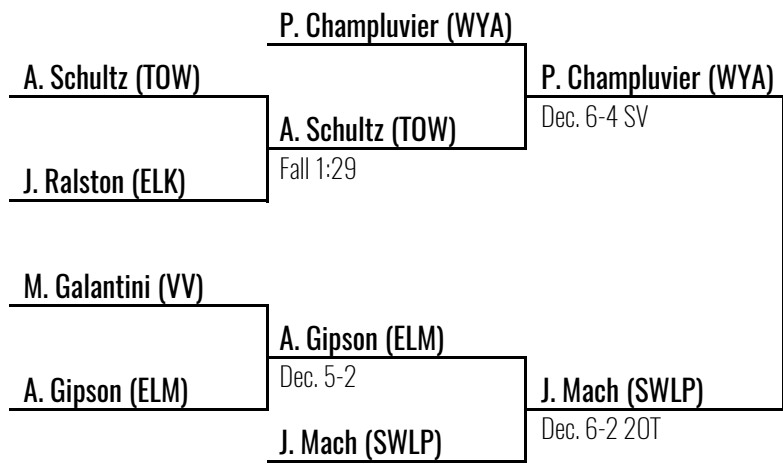 P. Champluvier (WYA)
A. Schultz (TOW)
P. Champluvier (WYA)
Dec. 6-4 SV
A. Schultz (TOW)
Fall 1:29
J. Ralston (ELK)
M. Galantini (VV)
A. Gipson (ELM)
Dec. 5-2
A. Gipson (ELM)
J. Mach (SWLP)
Dec. 6-2 2OT
J. Mach (SWLP)